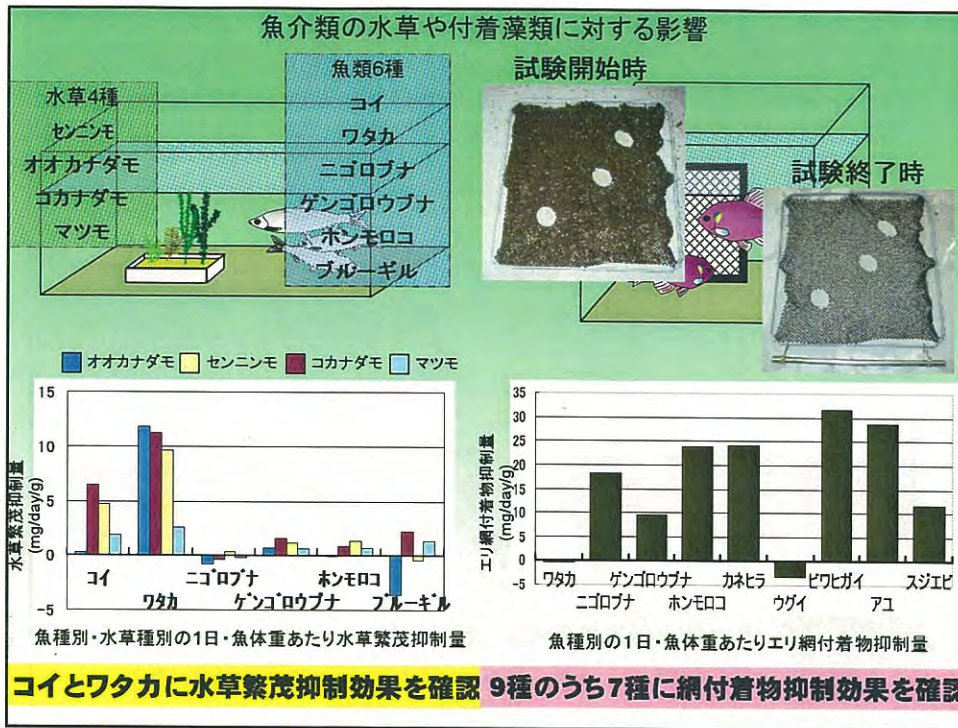 魚介類の水草や付着藻類に対する影響
水草4種
センニンモ
オオカナダモ
コカナダモ
マツモ
魚類6種
コイ
ワタカ
ニゴロブナ
ゲンゴロウブナ
ホンモロコ
ブルーギル
試験開始時
試験終了時
オオカナダモ センニンモ コカナダモ マツモ
水草繁茂抑制量
(mg/day/g)
15
10
5
0
-5
コイ
ワタカ
ニゴロブナ
ゲンゴロウブナ
ホンモロコ
ブルーギル
魚種別・水草種別の1日・魚体重あたり水草繁茂抑制量
エリ網付着物抑制量
(mg/day/g)
35
30
25
20
15
10
5
0
-5
ワタカ
ニゴロブナ
ゲンゴロウブナ
ホンモロコ
カネヒラ
ウグイ
ビワヒガイ
アユ
スジエビ
魚種別の1日・魚体重あたりエリ網付着物抑制量
コイとワタカに水草繁茂抑制効果を確認
9種のうち7種に網付着物抑制効果を確認